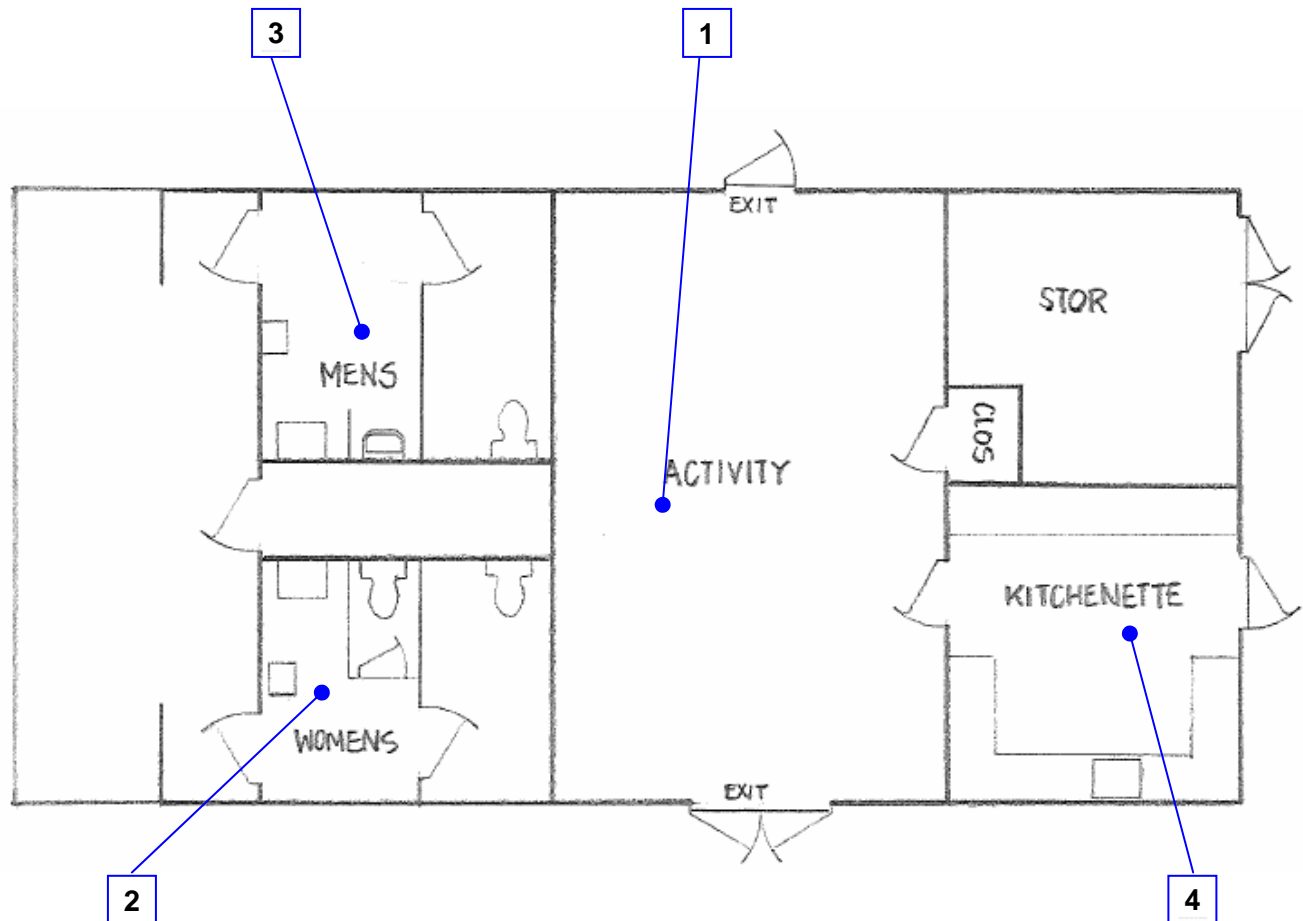 3
1
EXIT
STOR
MENS
CLOS
ACTIVITY
KITCHENETTE
WOMENS
EXIT
2
4